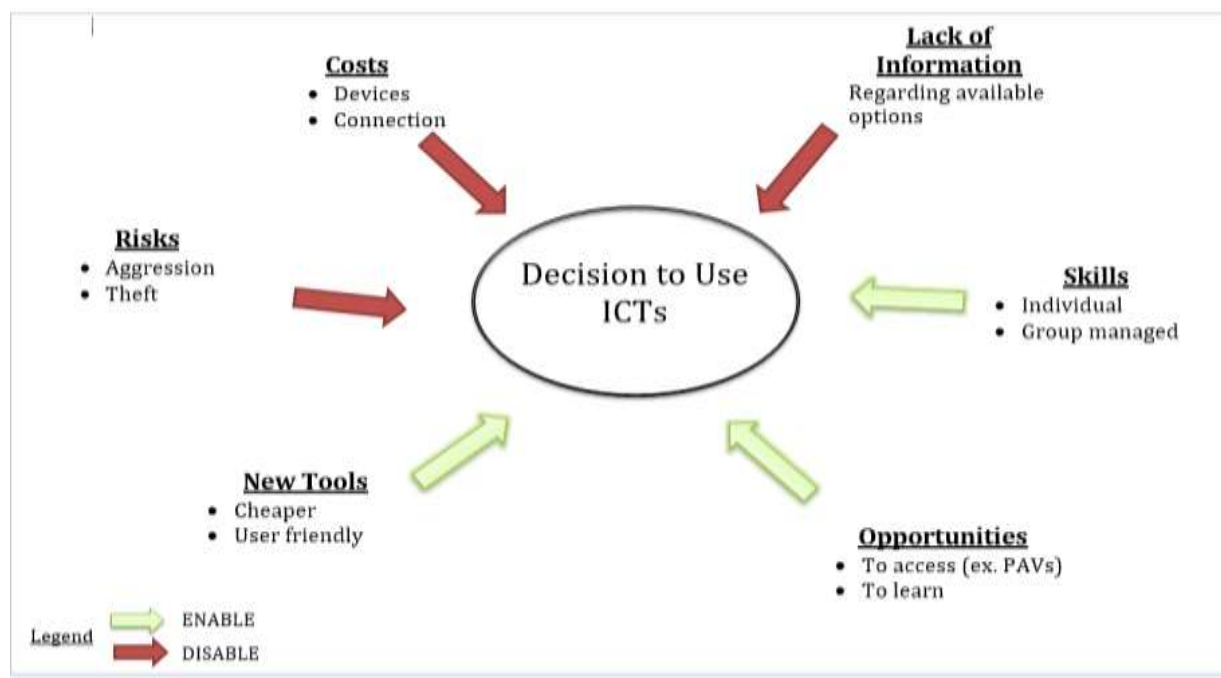 Costs
• Devices
• Connection
Lack of
Information
Regarding available
options
Risks
• Aggression
• Theft
Decision to Use
ICTs
Skills
• Individual
• Group managed
New Tools
• Cheaper
• User friendly
Opportunities
• To access (ex. PAVs)
• To learn
Legend
ENABLE
DISABLE